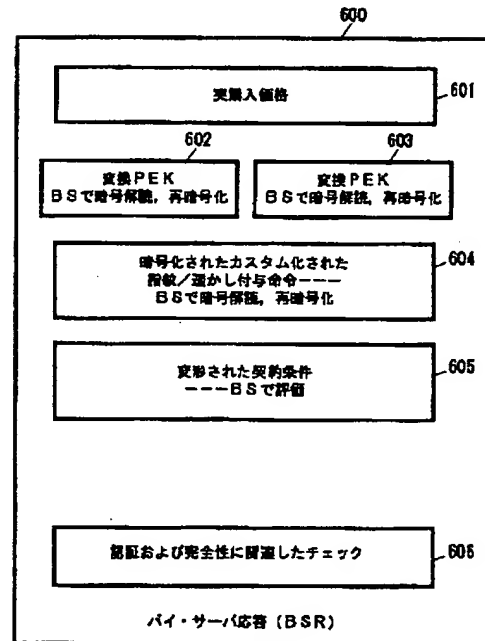 600
実購入価格
601
602
603
変換PEK
BSで暗号解読，再暗号化
変換PEK
BSで暗号解読，再暗号化
暗号化されたカスタム化された
指紋／透かし付与命令---
BSで暗号解読，再暗号化
604
変形された契約条件
---BSで評価
605
認証および完全性に関連したチェック
606
バイ・サーバ応答（BSR）